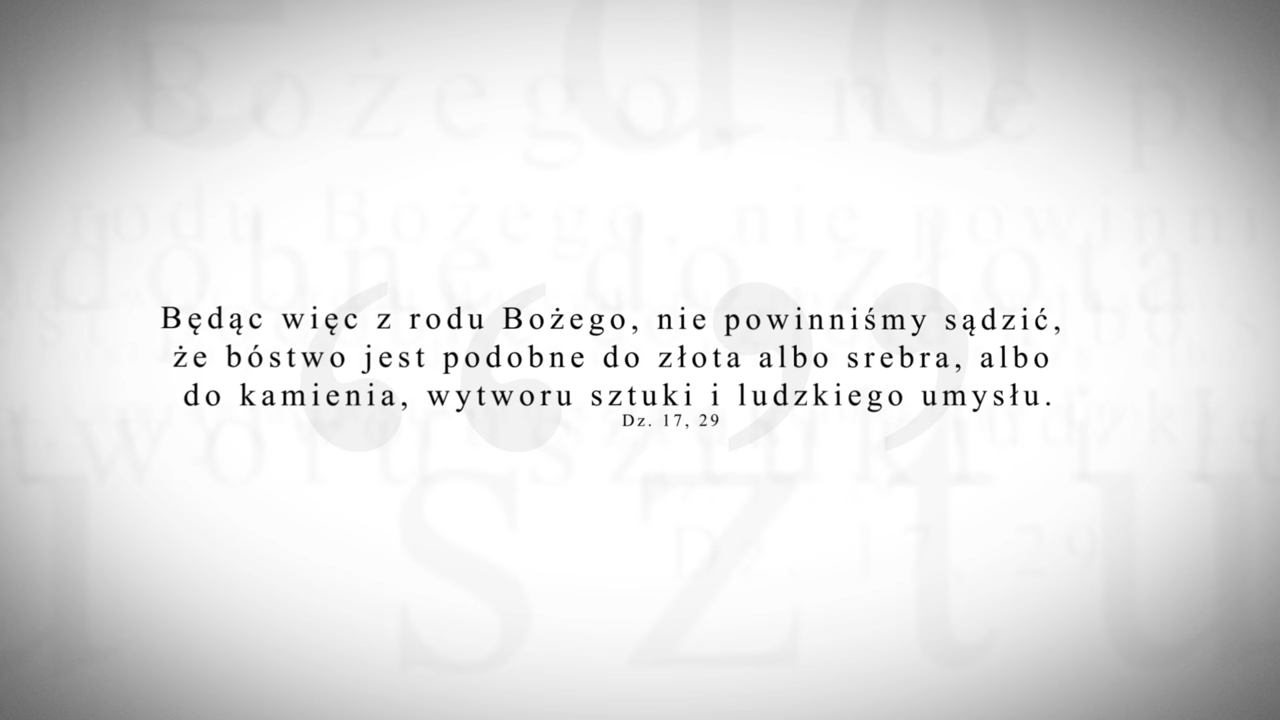 Będąc więc z rodu Bożego, nie powinniśmy sądzić,
że bóstwo jest podobne do złota albo srebra, albo
do kamienia, wytworu sztuki i ludzkiego umysłu.
Dz. 17, 29